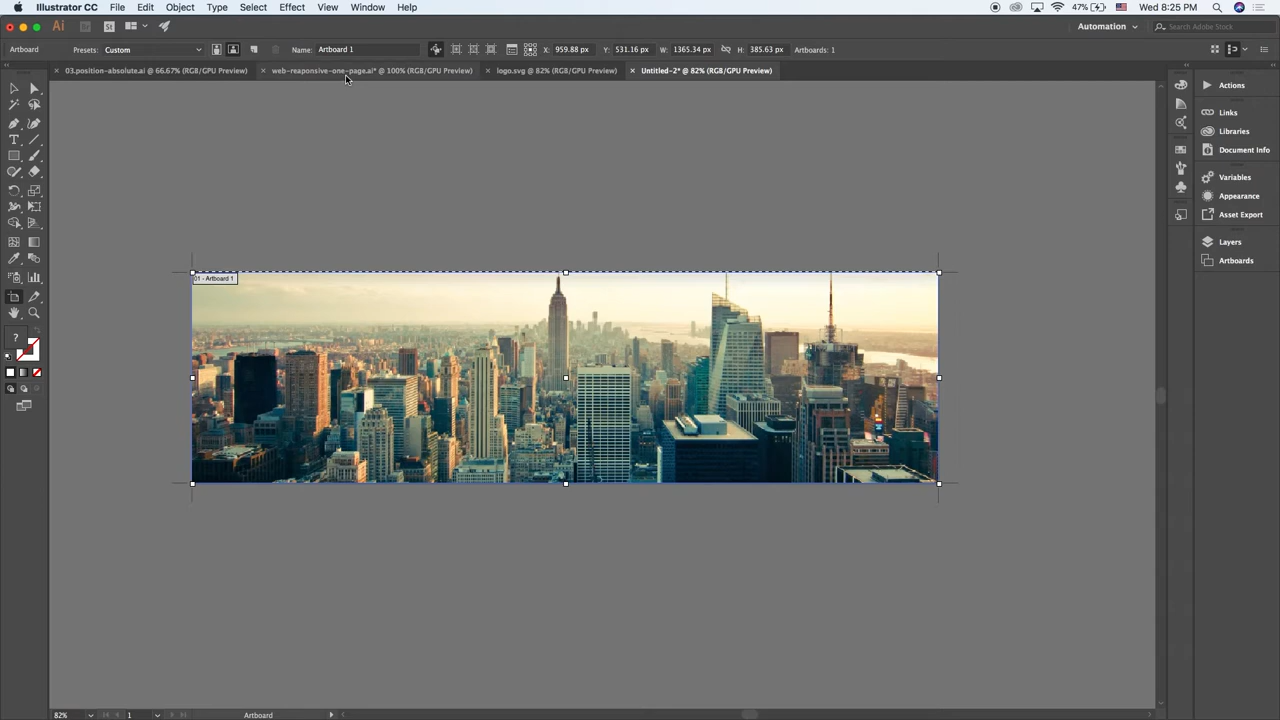 Illustrator CC File Edit Object Type Select Effect View Window Help 47% Wed 8:25 PM
Ai Br St Automation Search Adobe Stock
Artboard Presets: Custom Name: Artboard 1 X: 959.88 px Y: 531.16 px W: 1365.34 px H: 385.63 px Artboards: 1
03.position-absolute.ai @ 66.67% (RGB/GPU Preview) web-responsive-one-page.ai* @ 100% (RGB/GPU Preview) logo.svg @ 82% (RGB/GPU Preview) Untitled-2* @ 82% (RGB/GPU Preview)
Actions
Links
Libraries
Document Info
Variables
Appearance
Asset Export
Layers
Artboards
01 - Artboard 1
?
82% 1 Artboard